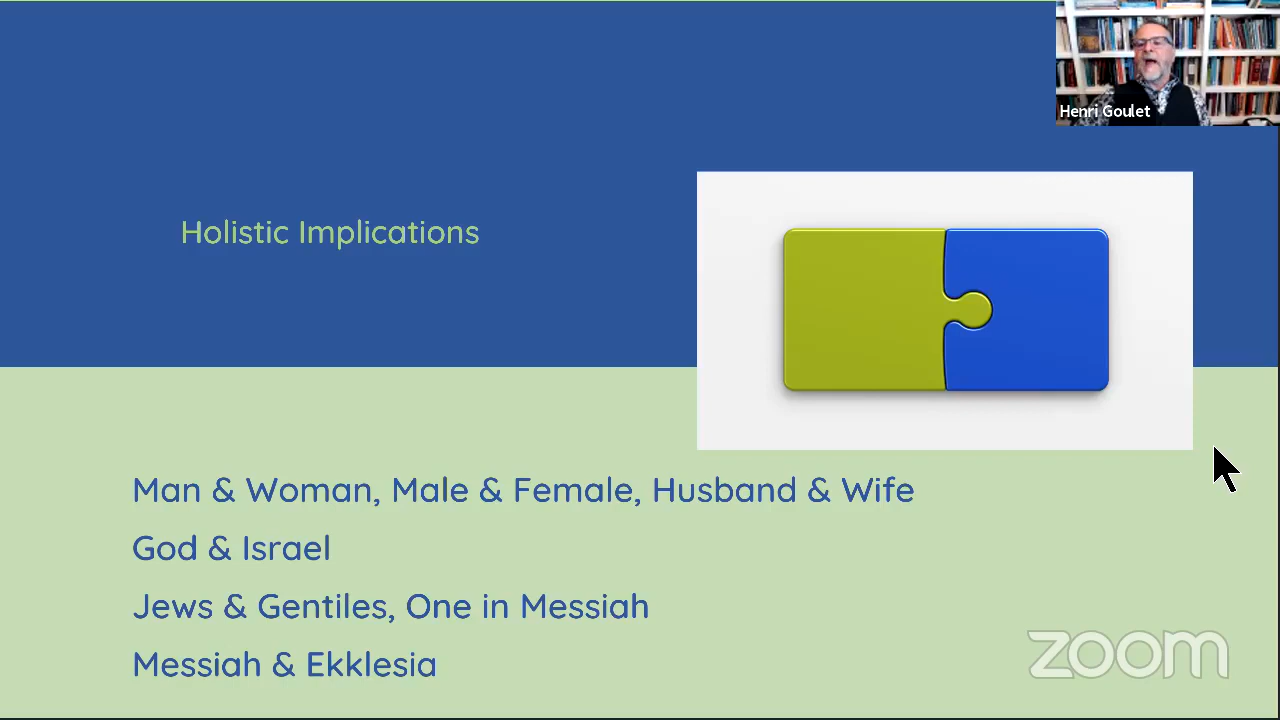 Henri Goulet
Holistic Implications
Man & Woman, Male & Female, Husband & Wife
God & Israel
Jews & Gentiles, One in Messiah
Messiah & Ekklesia
zoom